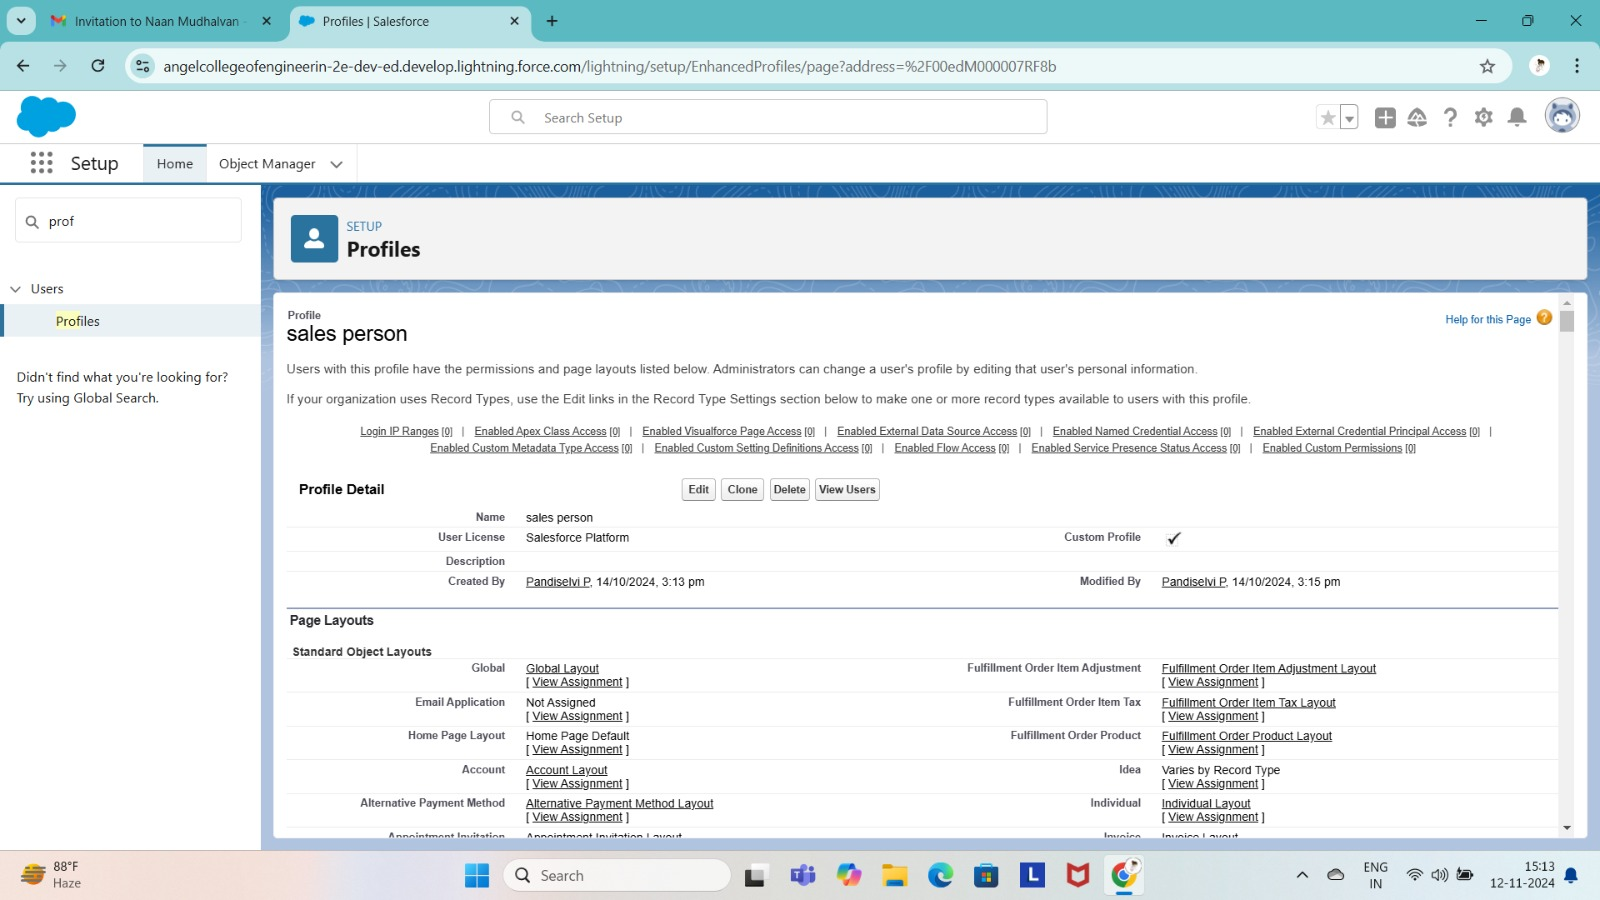 Invitation to Naan Mudhalvan
Profiles | Salesforce
angelcollegeofengineerin-2e-dev-ed.develop.lightning.force.com/lightning/setup/EnhancedProfiles/page?address=%2F00edM000007RF8b
Search Setup
Setup Home Object Manager
prof
SETUP
Profiles
Users
Profiles
Didn't find what you're looking for?
Try using Global Search.
Profile
sales person
Help for this Page ?
Users with this profile have the permissions and page layouts listed below. Administrators can change a user's profile by editing that user's personal information.
If your organization uses Record Types, use the Edit links in the Record Type Settings section below to make one or more record types available to users with this profile.
Login IP Ranges [0] | Enabled Apex Class Access [0] | Enabled Visualforce Page Access [0] | Enabled External Data Source Access [0] | Enabled Named Credential Access [0] | Enabled External Credential Principal Access [0] |
Enabled Custom Metadata Type Access [0] | Enabled Custom Setting Definitions Access [0] | Enabled Flow Access [0] | Enabled Service Presence Status Access [0] | Enabled Custom Permissions [0]
Profile Detail Edit Clone Delete View Users
Name sales person
User License Salesforce Platform Custom Profile
Description
Created By Pandiselvi P, 14/10/2024, 3:13 pm Modified By Pandiselvi P, 14/10/2024, 3:15 pm
Page Layouts
Standard Object Layouts
Global Global Layout Fulfillment Order Item Adjustment Fulfillment Order Item Adjustment Layout
[ View Assignment ] [ View Assignment ]
Email Application Not Assigned Fulfillment Order Item Tax Fulfillment Order Item Tax Layout
[ View Assignment ] [ View Assignment ]
Home Page Layout Home Page Default Fulfillment Order Product Fulfillment Order Product Layout
[ View Assignment ] [ View Assignment ]
Account Account Layout Idea Varies by Record Type
[ View Assignment ] [ View Assignment ]
Alternative Payment Method Alternative Payment Method Layout Individual Individual Layout
[ View Assignment ] [ View Assignment ]
Appointment Invitation Appointment Invitation Layout Invoice Invoice Layout
88°F
Haze
Search
ENG
IN
15:13
12-11-2024